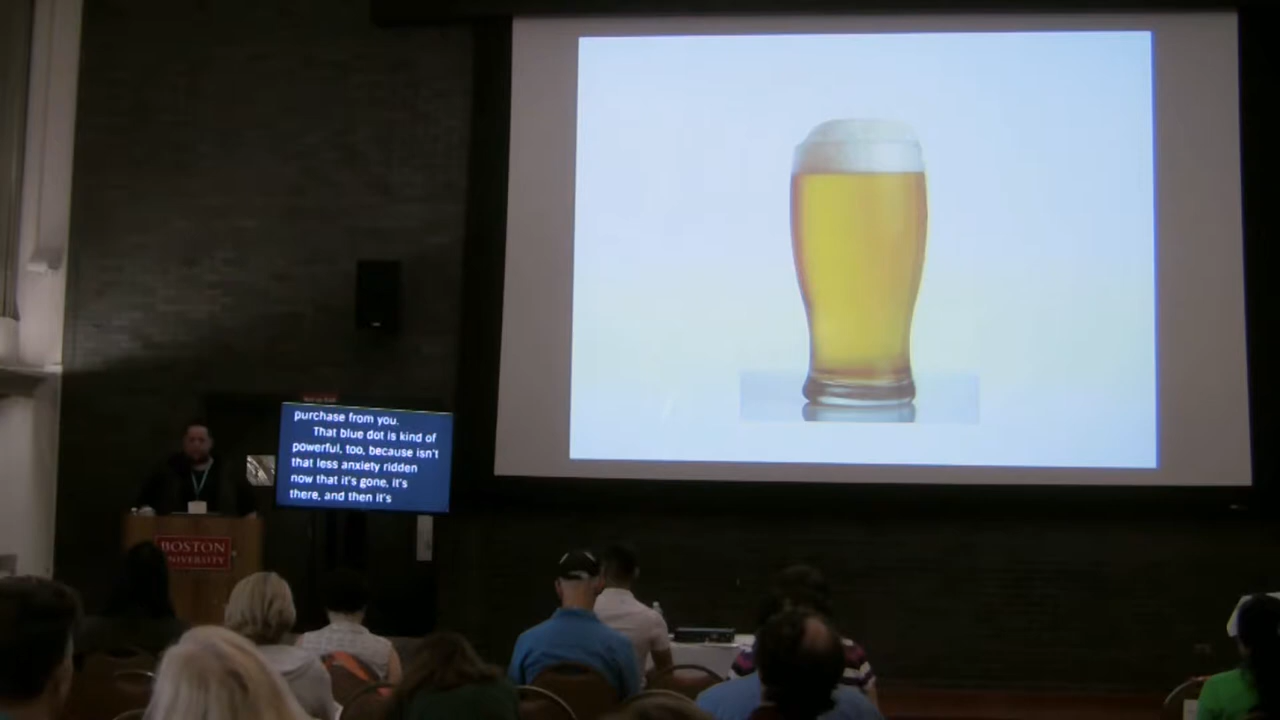 purchase from you.
That blue dot is kind of
powerful, too, because isn't
that less anxiety ridden
now that it's gone, it's
there, and then it's
BOSTON
UNIVERSITY